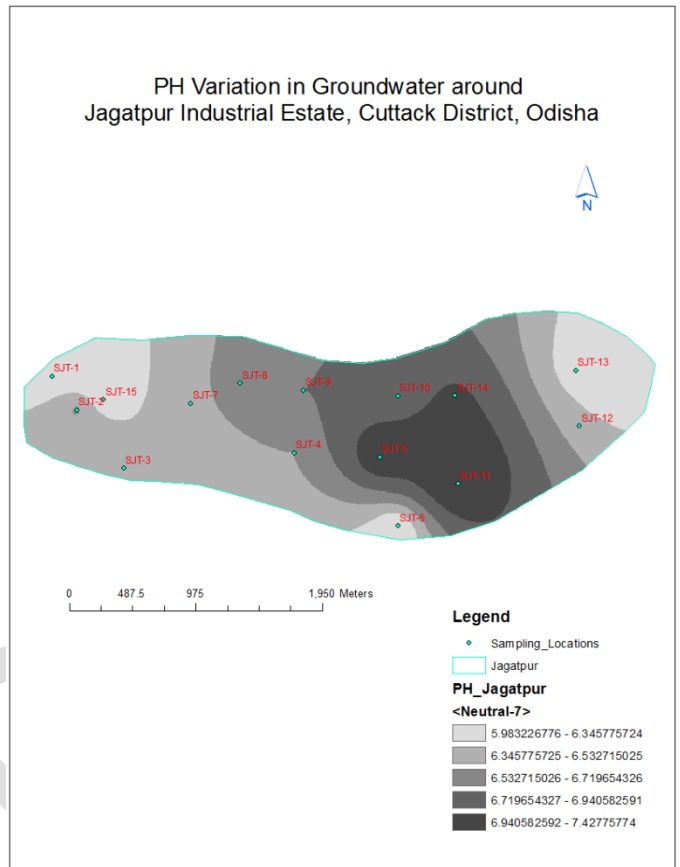 PH Variation in Groundwater around
Jagatpur Industrial Estate, Cuttack District, Odisha
N
SJT-1
SJT-15
SJT-2
SJT-3
SJT-7
SJT-8
SJT-9
SJT-4
SJT-10
SJT-14
SJT-5
SJT-11
SJT-6
SJT-13
SJT-12
0 487.5 975 1,950 Meters
Legend
Sampling_Locations
Jagatpur
PH_Jagatpur
<Neutral-7>
5.983226776 - 6.345775724
6.345775725 - 6.532715025
6.532715026 - 6.719654326
6.719654327 - 6.940582591
6.940582592 - 7.42775774